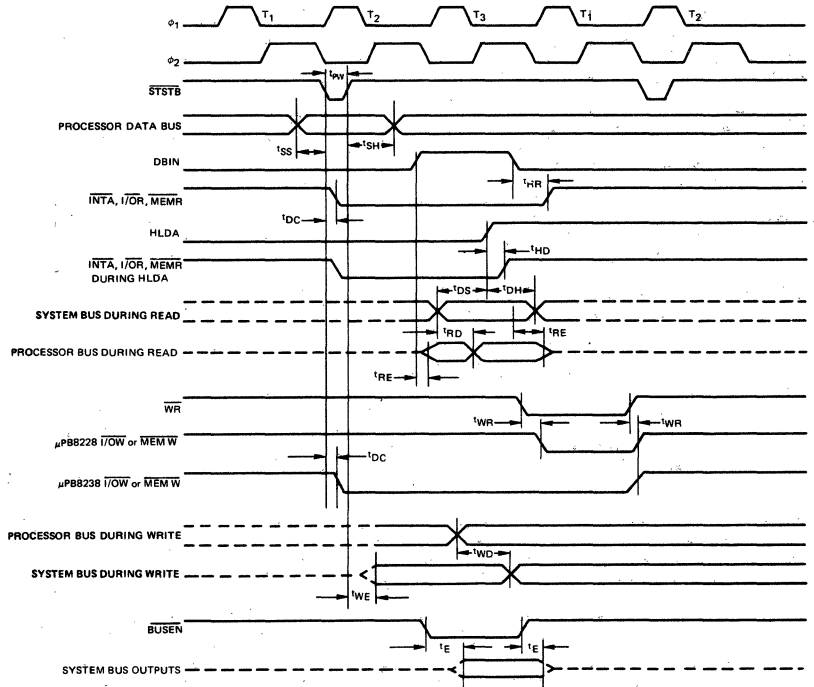 T1 T2 T3 T1 T2
φ1
φ2
tPW
STSTB
PROCESSOR DATA BUS
tSS tSH
DBIN
tHR
INTA, I/OR, MEMR
tDC
HLDA
tHD
INTA, I/OR, MEMR
DURING HLDA
tDS tDH
SYSTEM BUS DURING READ
tRD tRE
PROCESSOR BUS DURING READ
tRE
WR
tWR tWR
μPB8228 I/OW or MEM W
tDC
μPB8238 I/OW or MEM W
PROCESSOR BUS DURING WRITE
tWD
SYSTEM BUS DURING WRITE
tWE
BUSEN
tE tE
SYSTEM BUS OUTPUTS